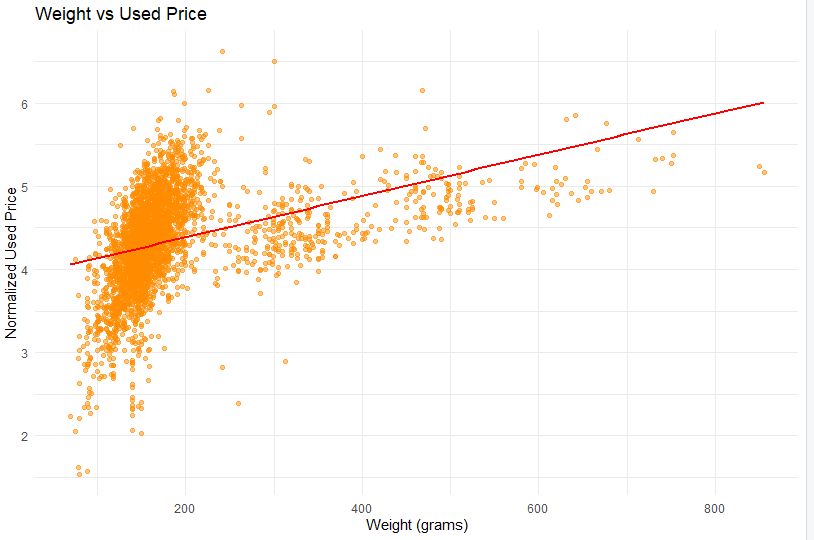 Weight vs Used Price
Normalized Used Price
6
5
4
3
2
200 400 600 800
Weight (grams)